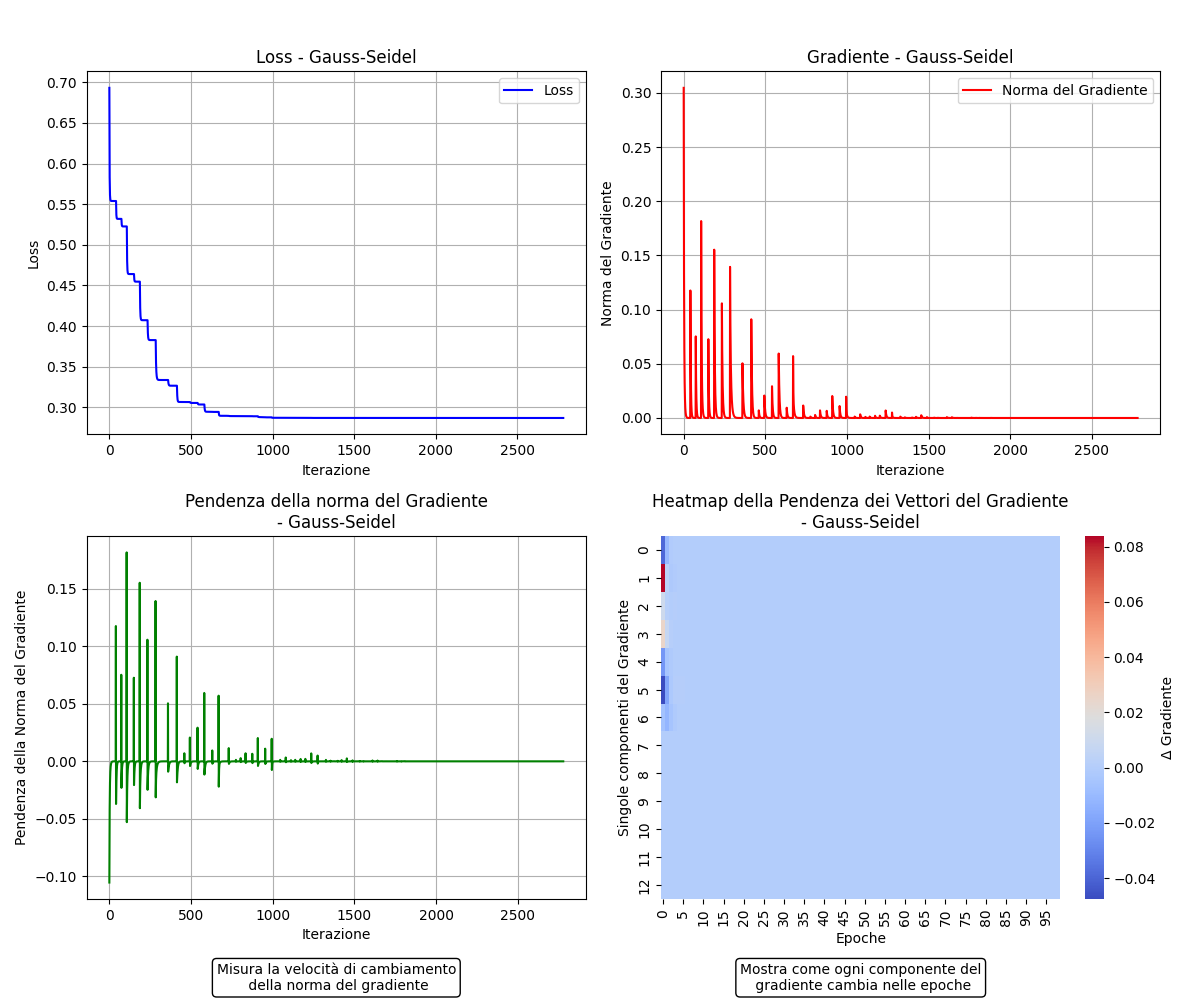 Loss - Gauss-Seidel
0.70
0.65
0.60
0.55
0.50
0.45
0.40
0.35
0.30
Loss
Loss
0 500 1000 1500 2000 2500
Iterazione
Gradiente - Gauss-Seidel
0.30
0.25
0.20
0.15
0.10
0.05
0.00
Norma del Gradiente
Norma del Gradiente
0 500 1000 1500 2000 2500
Iterazione
Pendenza della norma del Gradiente
- Gauss-Seidel
0.15
0.10
0.05
0.00
−0.05
−0.10
Pendenza della Norma del Gradiente
0 500 1000 1500 2000 2500
Iterazione
Misura la velocità di cambiamento
della norma del gradiente
Heatmap della Pendenza dei Vettori del Gradiente
- Gauss-Seidel
0
1
2
3
4
5
6
7
8
9
10
11
12
Singole componenti del Gradiente
0 5 10 15 20 25 30 35 40 45 50 55 60 65 70 75 80 85 90 95
Epoche
0.08
0.06
0.04
0.02
0.00
−0.02
−0.04
Δ Gradiente
Mostra come ogni componente del
gradiente cambia nelle epoche